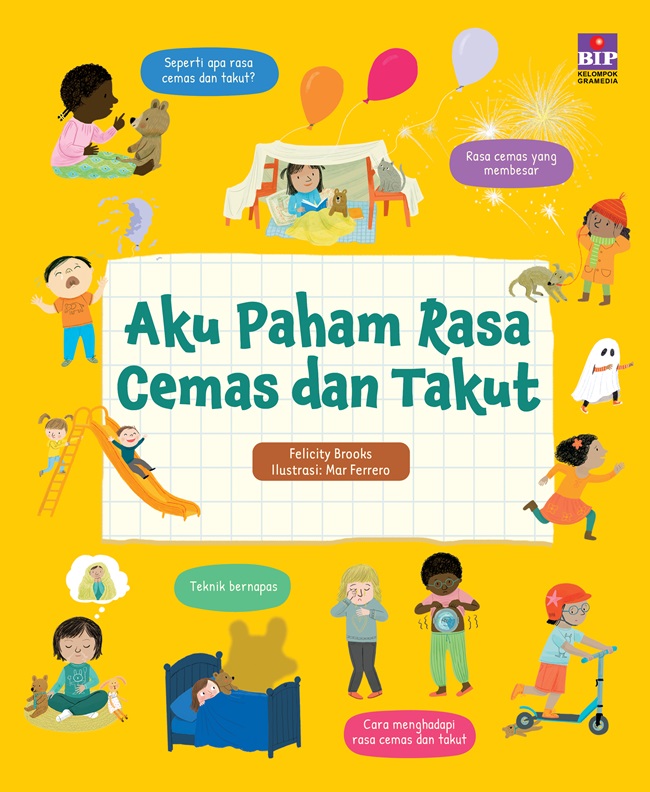 Seperti apa rasa
cemas dan takut?
BIP
KELOMPOK
GRAMEDIA
Rasa cemas yang
membesar
Aku Paham Rasa
Cemas dan Takut
Felicity Brooks
Ilustrasi: Mar Ferrero
Teknik bernapas
Cara menghadapi
rasa cemas dan takut